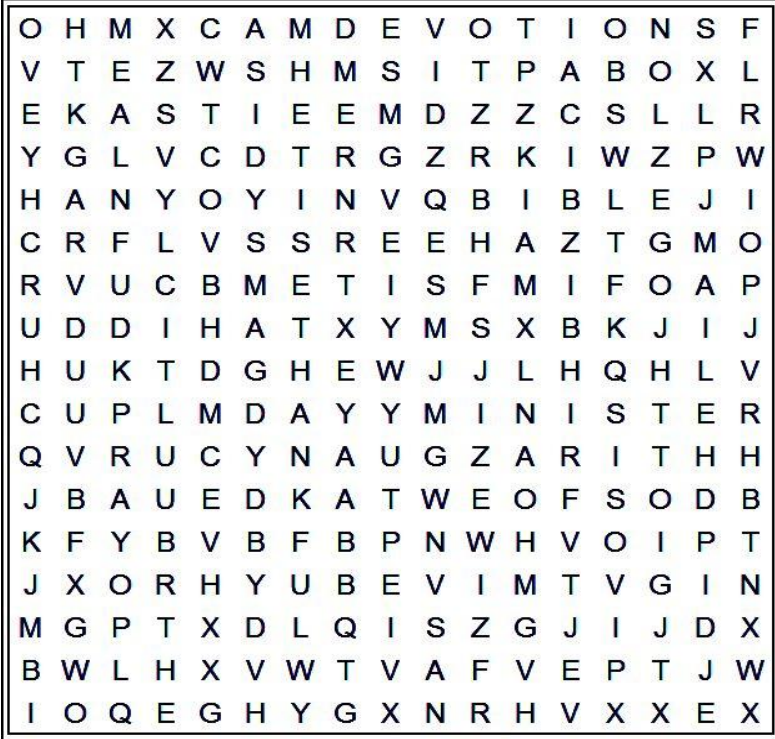 O H M X C A M D E V O T I O N S F
V T E Z W S H M S I T P A B O X L
E K A S T I E E M D Z Z C S L L R
Y G L V C D T R G Z R K I W Z P W
H A N Y O Y I N V Q B I B L E J I
C R F L V S S R E E H A Z T G M O
R V U C B M E T I S F M I F O A P
U D D I H A T X Y M S X B K J I J
H U K T D G H E W J J L H Q H L V
C U P L M D A Y Y M I N I S T E R
Q V R U C Y N A U G Z A R I T H H
J B A U E D K A T W E O F S O D B
K F Y B V B F B P N W H V O I P T
J X O R H Y U B E V I M T V G I N
M G P T X D L Q I S Z G J I J D X
B W L H X V W T V A F V E P T J W
I O Q E G H Y G X N R H V X X E X